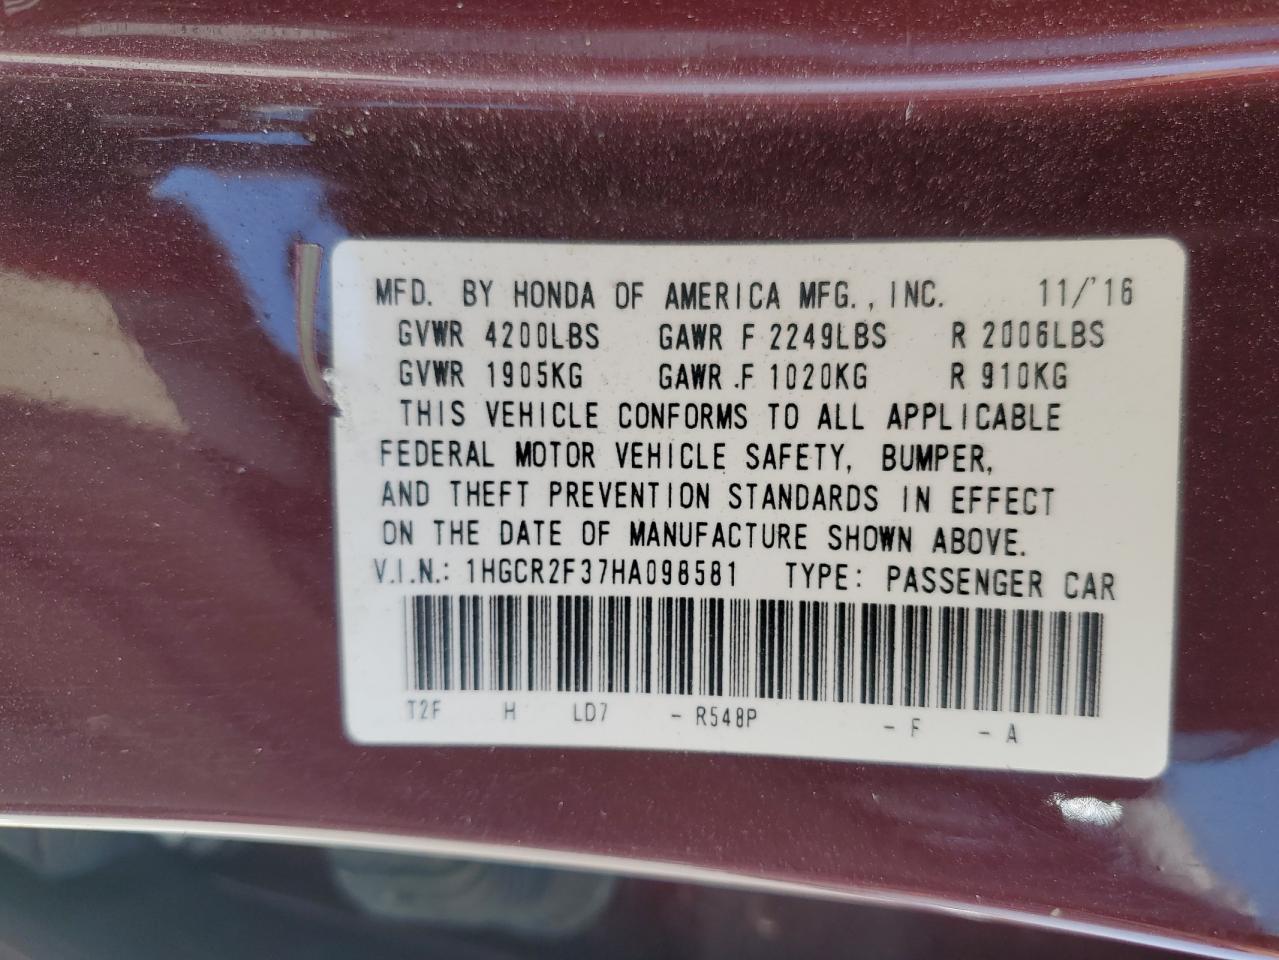 MFD. BY HONDA OF AMERICA MFG., INC. 11/'16
GVWR 4200LBS GAWR F 2249LBS R 2006LBS
GVWR 1905KG GAWR .F 1020KG R 910KG
THIS VEHICLE CONFORMS TO ALL APPLICABLE
FEDERAL MOTOR VEHICLE SAFETY, BUMPER,
AND THEFT PREVENTION STANDARDS IN EFFECT
ON THE DATE OF MANUFACTURE SHOWN ABOVE.
V.I.N.: 1HGCR2F37HA098581 TYPE: PASSENGER CAR
T2F H LD7 - R548P - F - A